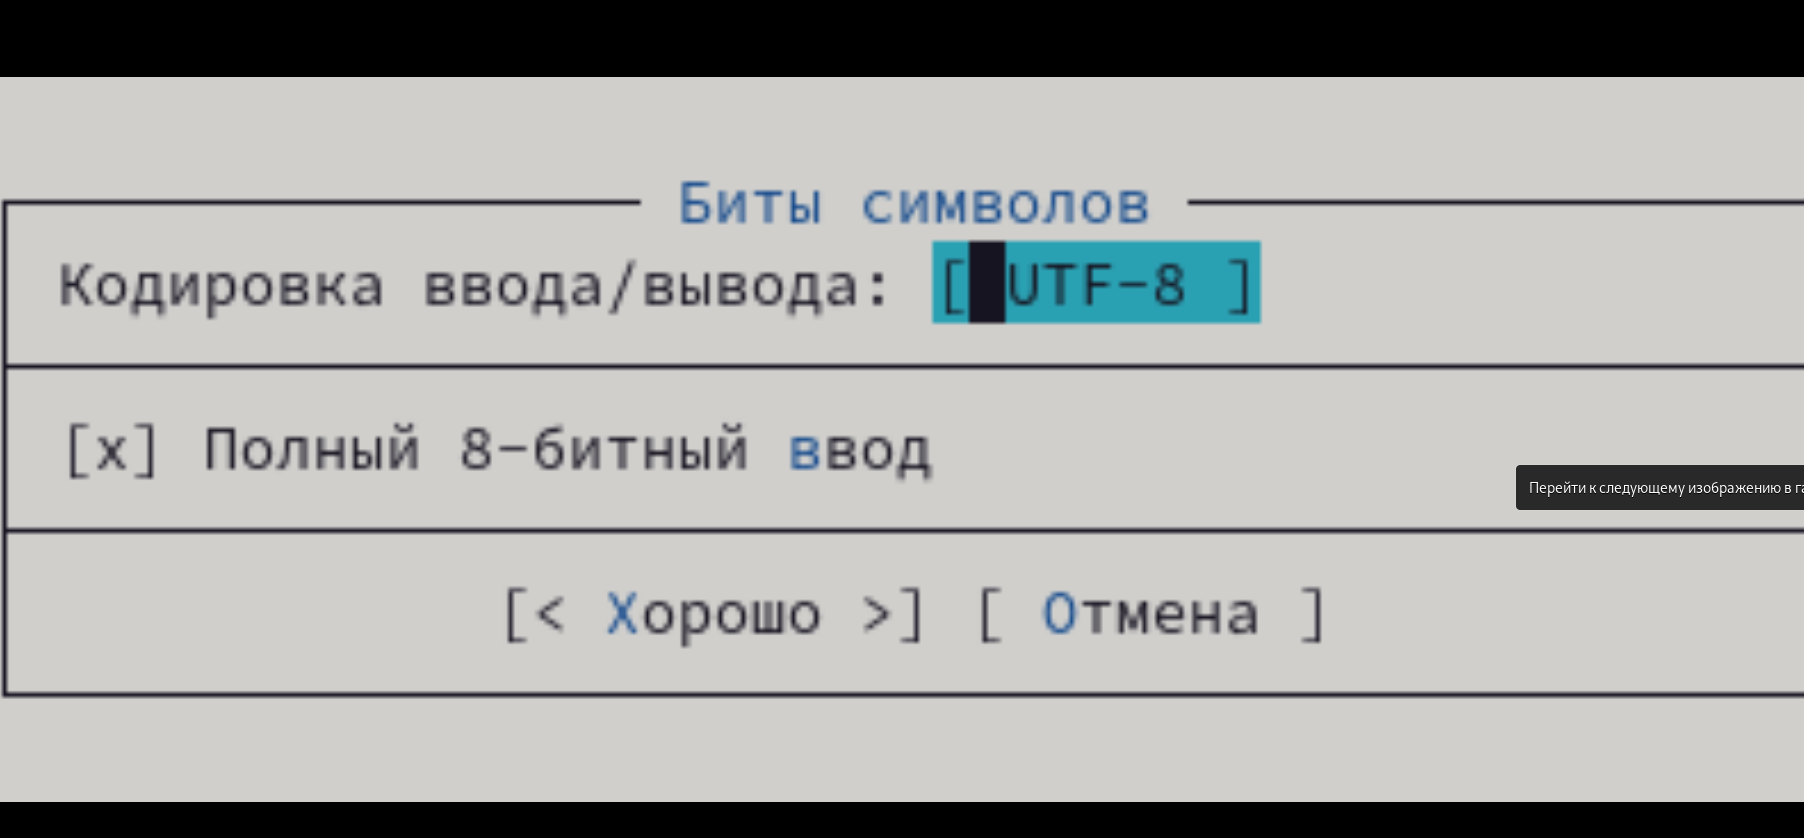 Биты символов
Кодировка ввода/вывода: [ UTF-8 ]
[x] Полный 8-битный ввод
Перейти к следующему изображению в
[< Хорошо >] [ Отмена ]